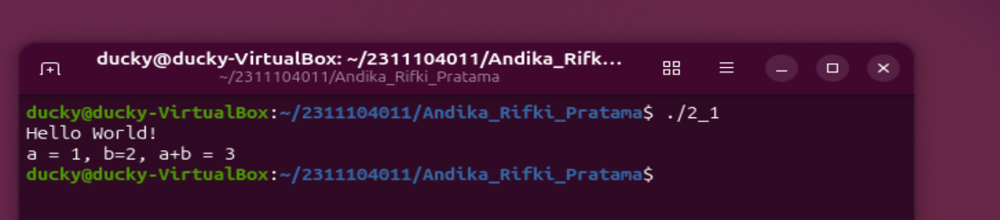 ducky@ducky-VirtualBox: ~/2311104011/Andika_Rifk...
~/2311104011/Andika_Rifki_Pratama
ducky@ducky-VirtualBox:~/2311104011/Andika_Rifki_Pratama$ ./2_1
Hello World!
a = 1, b=2, a+b = 3
ducky@ducky-VirtualBox:~/2311104011/Andika_Rifki_Pratama$